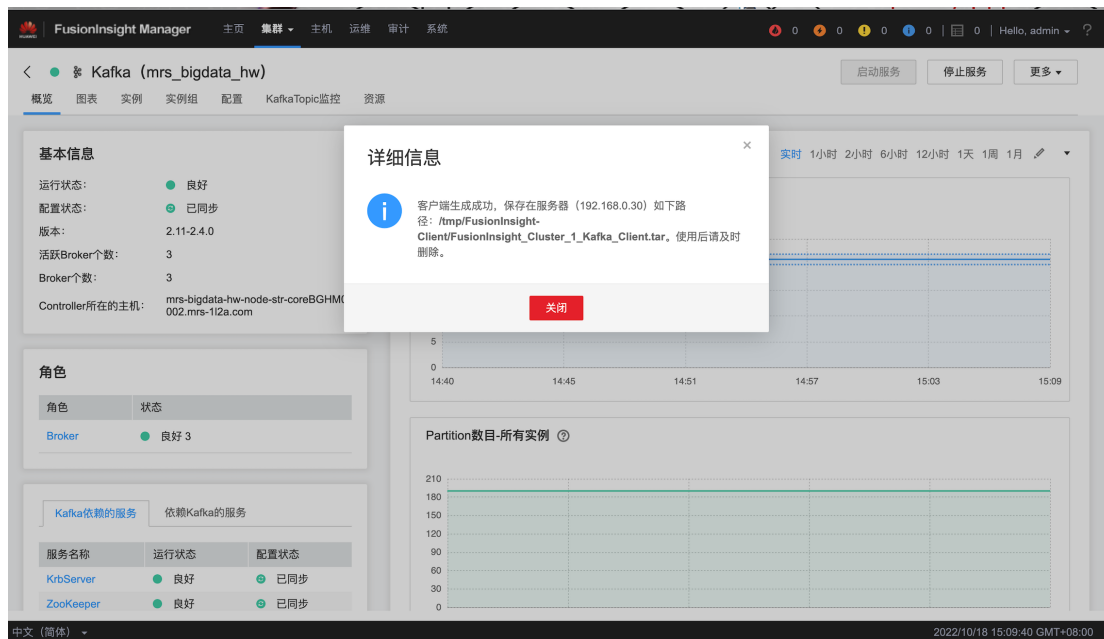 HUAWEI
FusionInsight Manager 主页 集群 主机 运维 审计 系统 0 0 0 0 0 Hello, admin ?
Kafka (mrs_bigdata_hw) 启动服务 停止服务 更多
概览 图表 实例 实例组 配置 KafkaTopic监控 资源
基本信息
运行状态: 良好
配置状态: 已同步
版本: 2.11-2.4.0
活跃Broker个数: 3
Broker个数: 3
Controller所在的主机: mrs-bigdata-hw-node-str-coreBGHM
002.mrs-1l2a.com
详细信息 ×
客户端生成成功，保存在服务器（192.168.0.30）如下路
径：/tmp/FusionInsight-
Client/FusionInsight_Cluster_1_Kafka_Client.tar。使用后请及时
删除。
关闭
实时 1小时 2小时 6小时 12小时 1天 1周 1月
5
0
14:40 14:45 14:51 14:57 15:03 15:09
角色
角色 状态
Broker 良好 3
Partition数目-所有实例 ?
210
180
150
120
90
60
30
0
Kafka依赖的服务 依赖Kafka的服务
服务名称 运行状态 配置状态
KrbServer 良好 已同步
ZooKeeper 良好 已同步
中文（简体） 2022/10/18 15:09:40 GMT+08:00